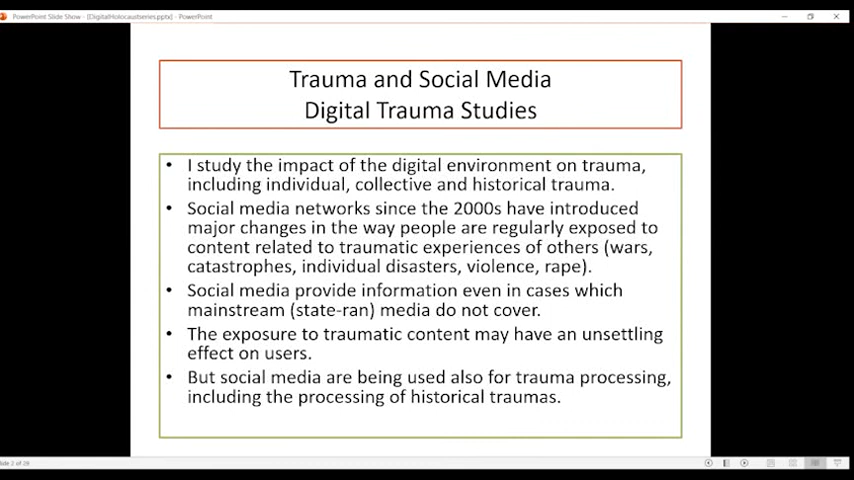 PowerPoint Slide Show - [DigitalHolocaustseries.pptx] - PowerPoint
Trauma and Social Media
Digital Trauma Studies
• I study the impact of the digital environment on trauma,
including individual, collective and historical trauma.
• Social media networks since the 2000s have introduced
major changes in the way people are regularly exposed to
content related to traumatic experiences of others (wars,
catastrophes, individual disasters, violence, rape).
• Social media provide information even in cases which
mainstream (state-ran) media do not cover.
• The exposure to traumatic content may have an unsettling
effect on users.
• But social media are being used also for trauma processing,
including the processing of historical traumas.
Slide 2 of 28